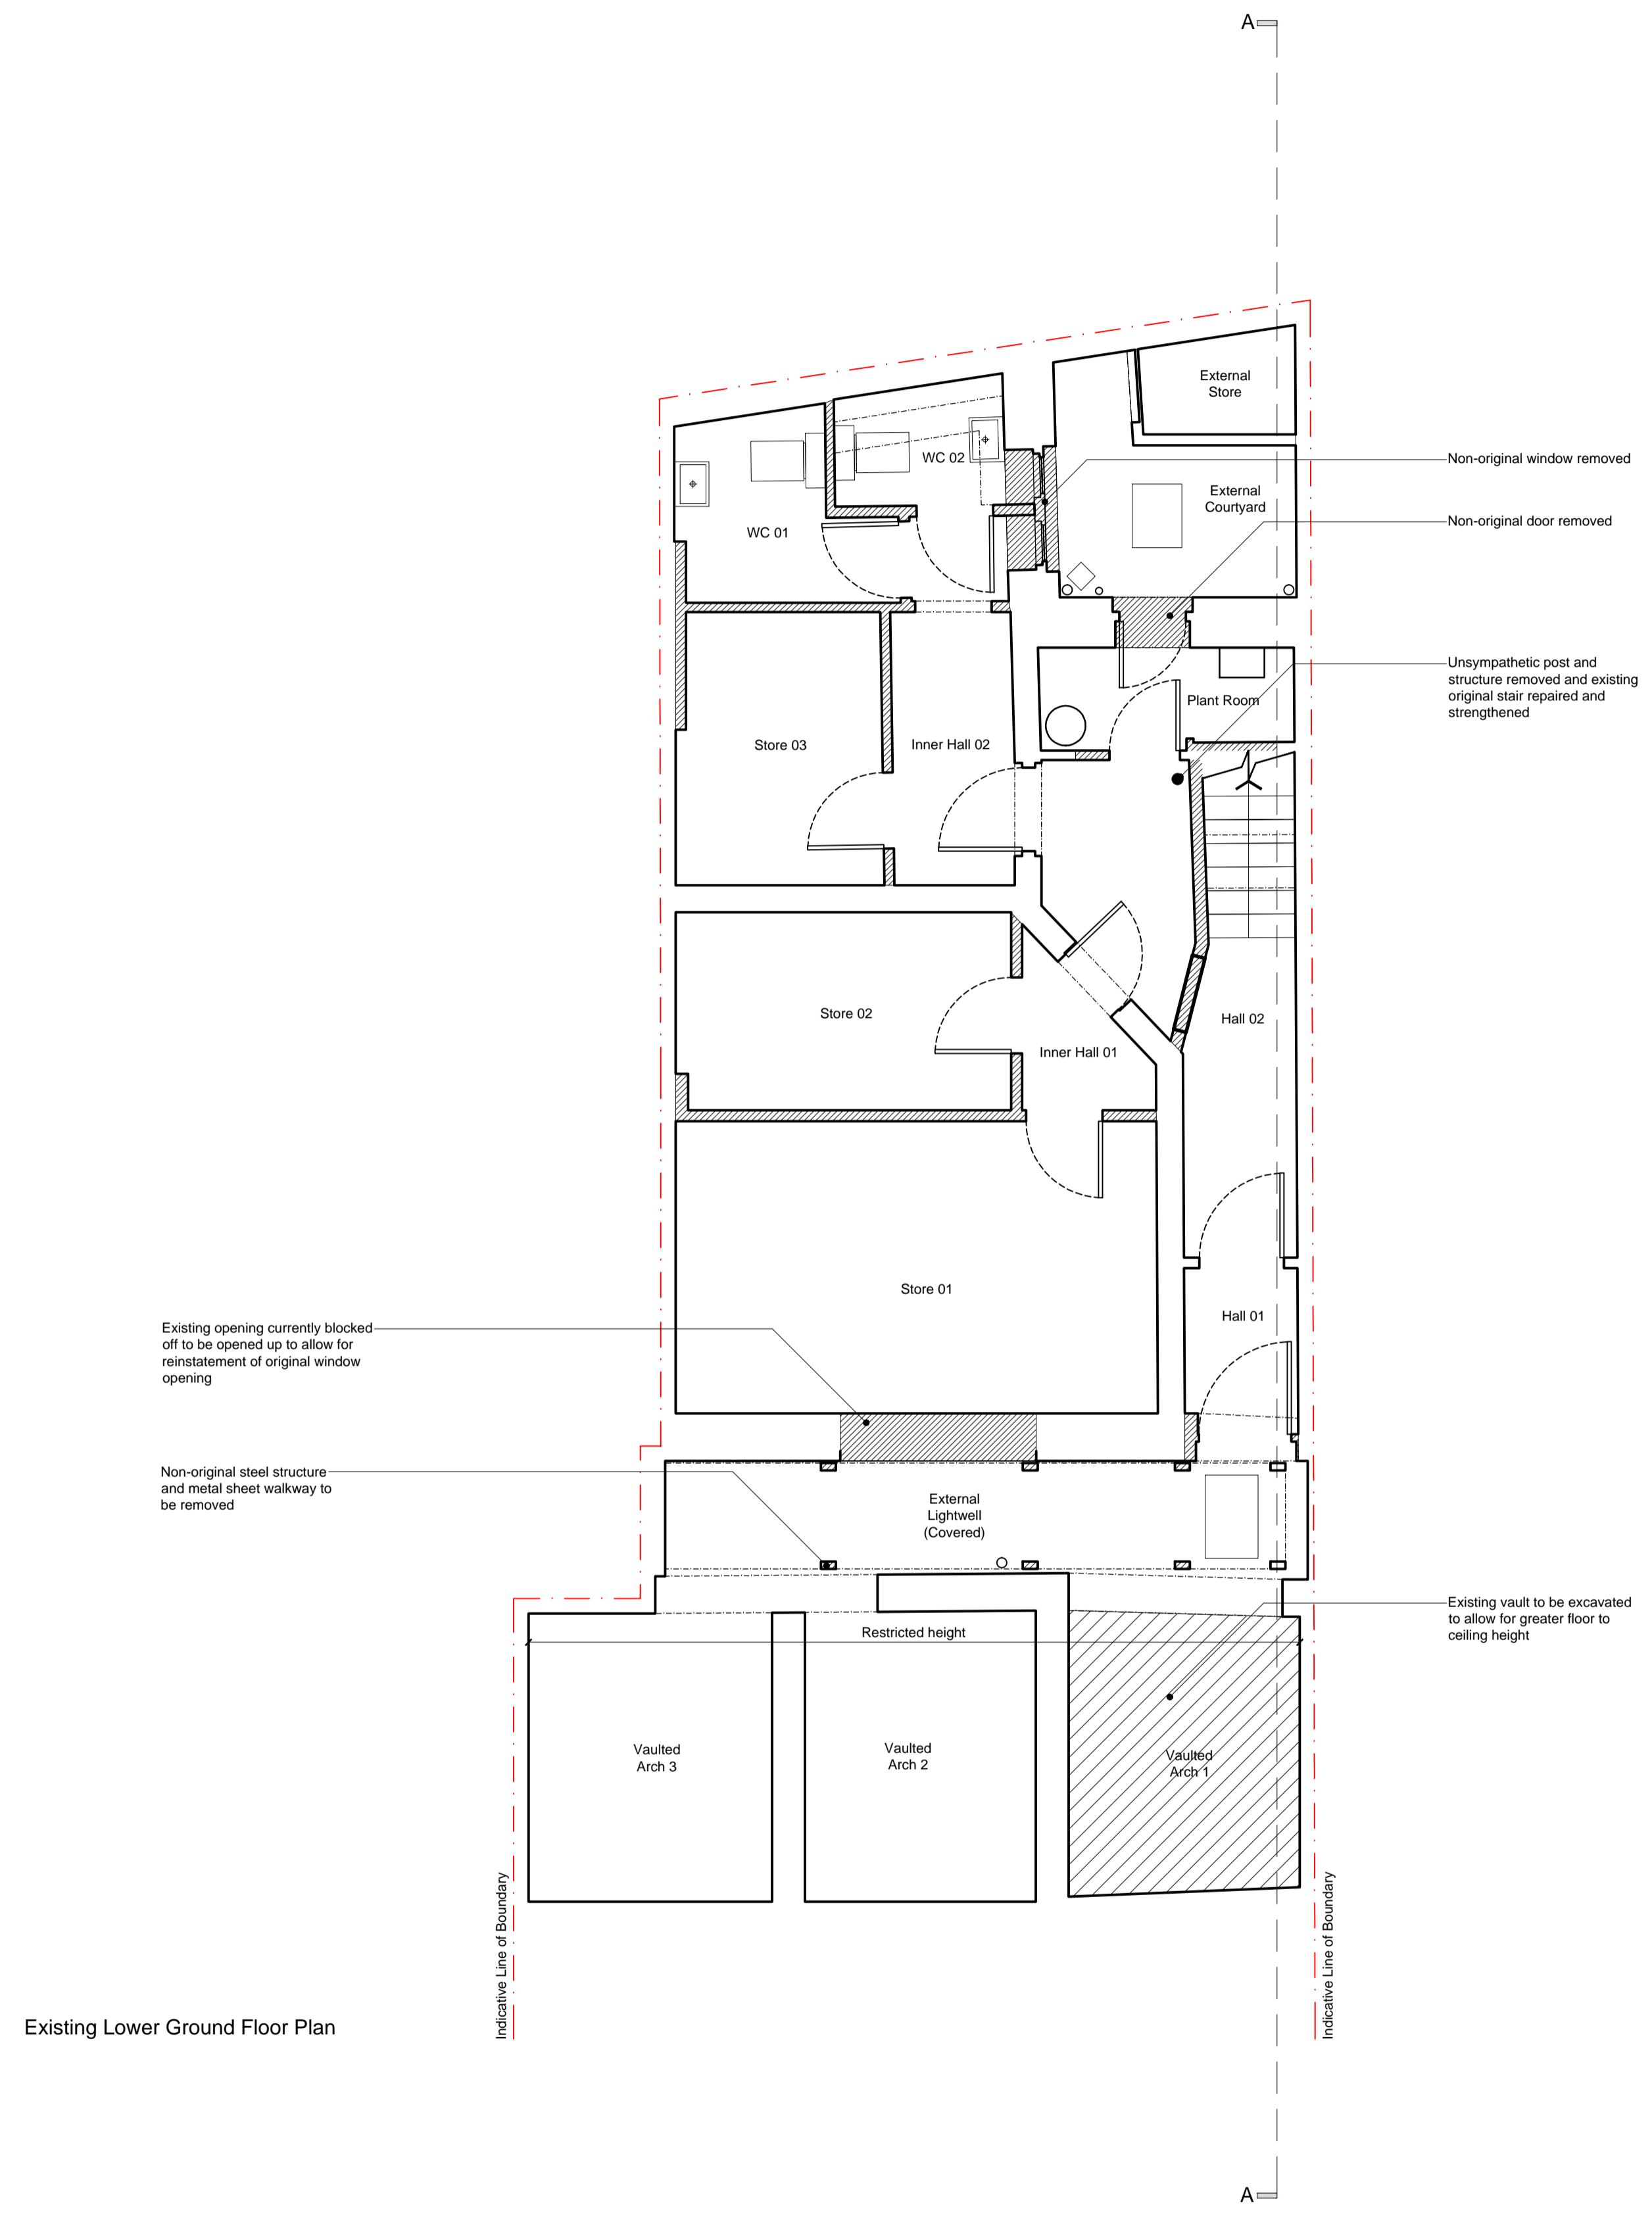 A
External
Store
WC 02
Non-original window removed
External
Courtyard
Non-original door removed
WC 01
Unsympathetic post and
structure removed and existing
original stair repaired and
strengthened
Plant Room
Store 03
Inner Hall 02
Store 02
Hall 02
Inner Hall 01
Store 01
Hall 01
Existing opening currently blocked
off to be opened up to allow for
reinstatement of original window
opening
Non-original steel structure
and metal sheet walkway to
be removed
External
Lightwell
(Covered)
Existing vault to be excavated
to allow for greater floor to
ceiling height
Restricted height
Vaulted
Arch 3
Vaulted
Arch 2
Vaulted
Arch 1
Indicative Line of Boundary
Indicative Line of Boundary
Existing Lower Ground Floor Plan
A